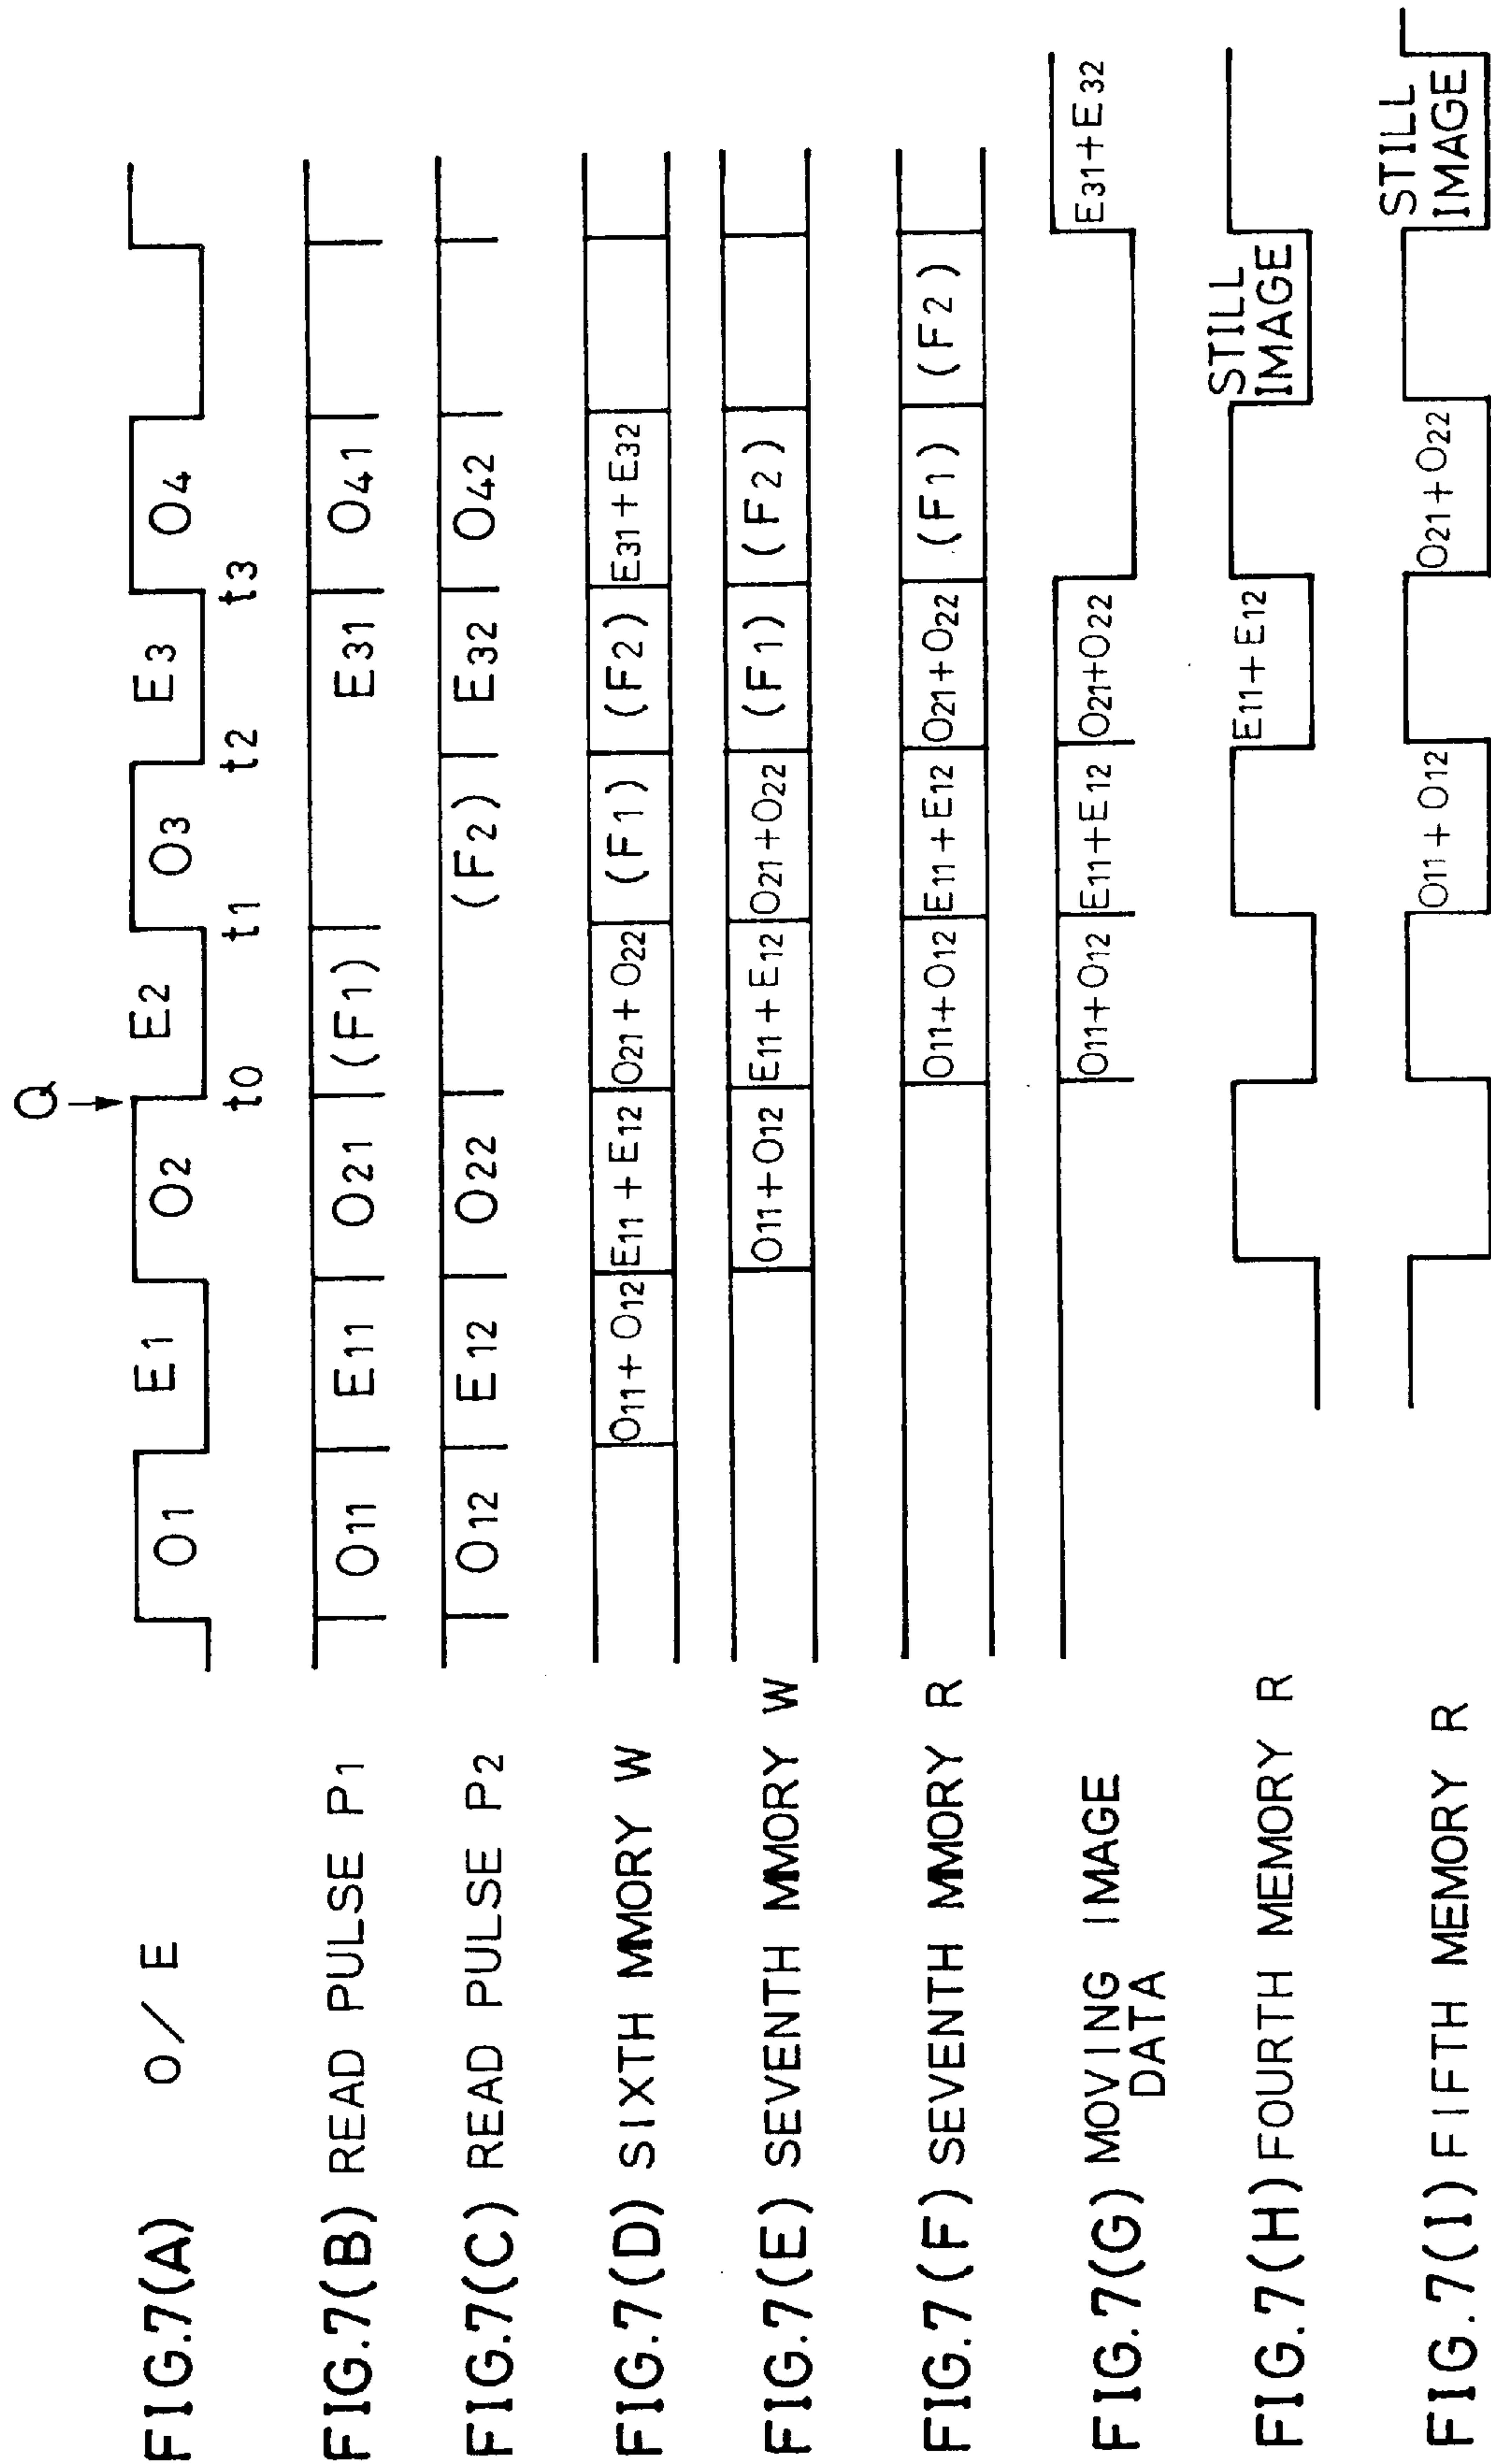 Q
FIG.7(A) O/E O1 E1 O2 E2 O3 E3 O4
t0 t1 t2 t3
FIG.7(B) READ PULSE P1 O11 E11 O21 (F1) E31 O41
FIG.7(C) READ PULSE P2 O12 E12 O22 (F2) E32 O42
FIG.7(D) SIXTH MMORY W O11+O12 E11+E12 O21+O22 (F1) (F2) E31+E32
FIG.7(E) SEVENTH MMORY W O11+O12 E11+E12 O21+O22 (F1) (F2)
FIG.7(F) SEVENTH MMORY R O11+O12 E11+E12 O21+O22 (F1) (F2)
FIG.7(G) MOVING IMAGE O11+O12 E11+E12 O21+O22 E31+E32
DATA
FIG.7(H) FOURTH MEMORY R E11+E12 STILL
IMAGE
FIG.7(I) FIFTH MEMORY R O11+O12 O21+O22 STILL
IMAGE